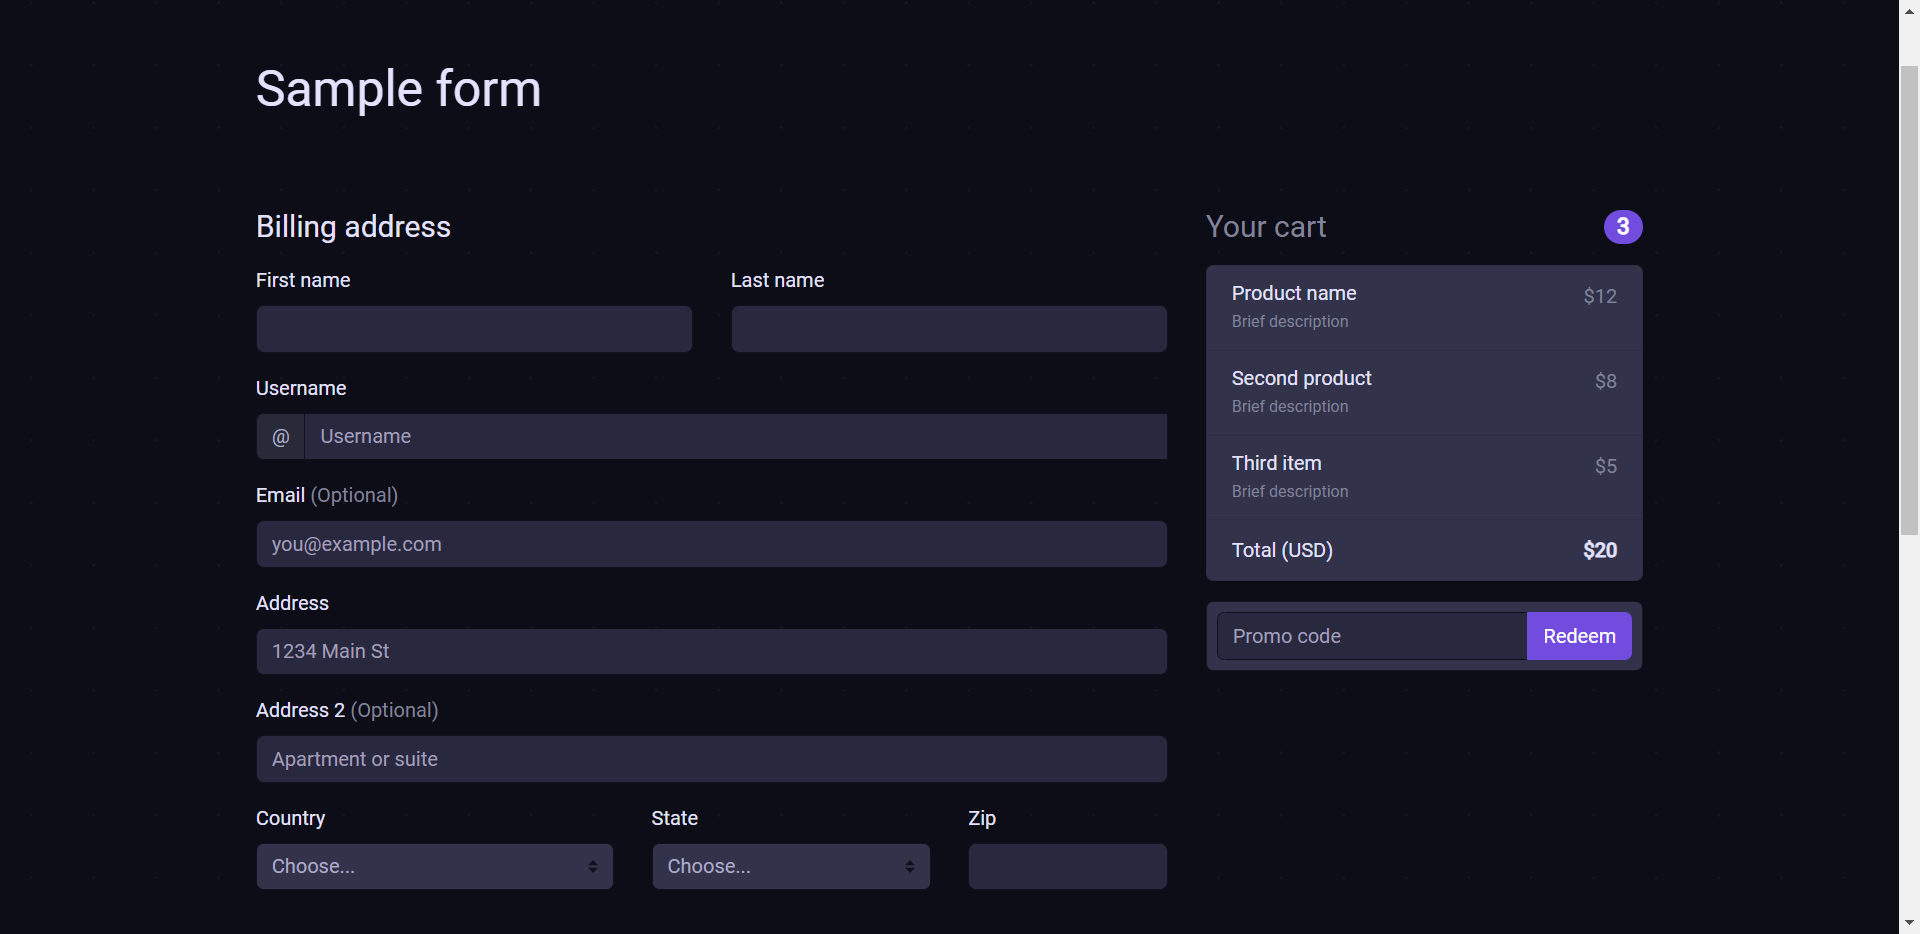 Sample form
Billing address
First name
Last name
Username
@ Username
Email (Optional)
you@example.com
Address
1234 Main St
Address 2 (Optional)
Apartment or suite
Country
State
Zip
Choose...
Choose...
Your cart
3
Product name
$12
Brief description
Second product
$8
Brief description
Third item
$5
Brief description
Total (USD)
$20
Promo code
Redeem